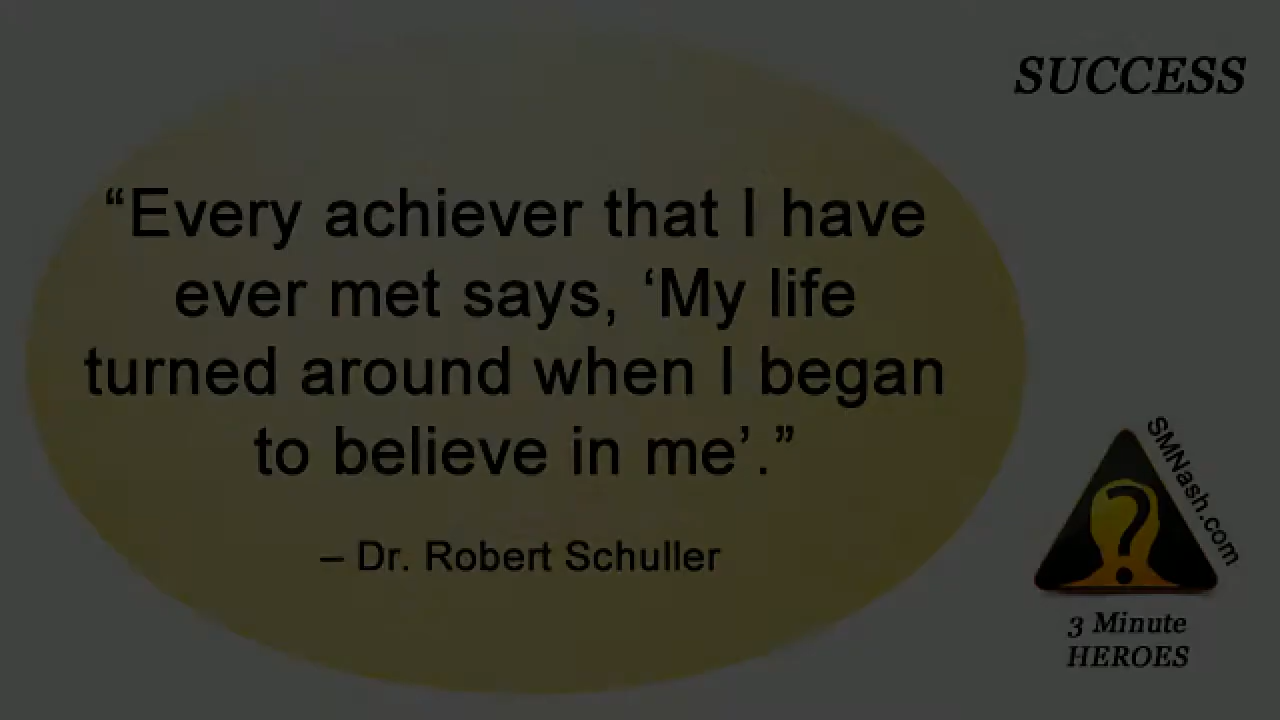 SUCCESS
“Every achiever that I have
ever met says, ‘My life
turned around when I began
to believe in me’.”
– Dr. Robert Schuller
SMNash.com
?
3 Minute
HEROES